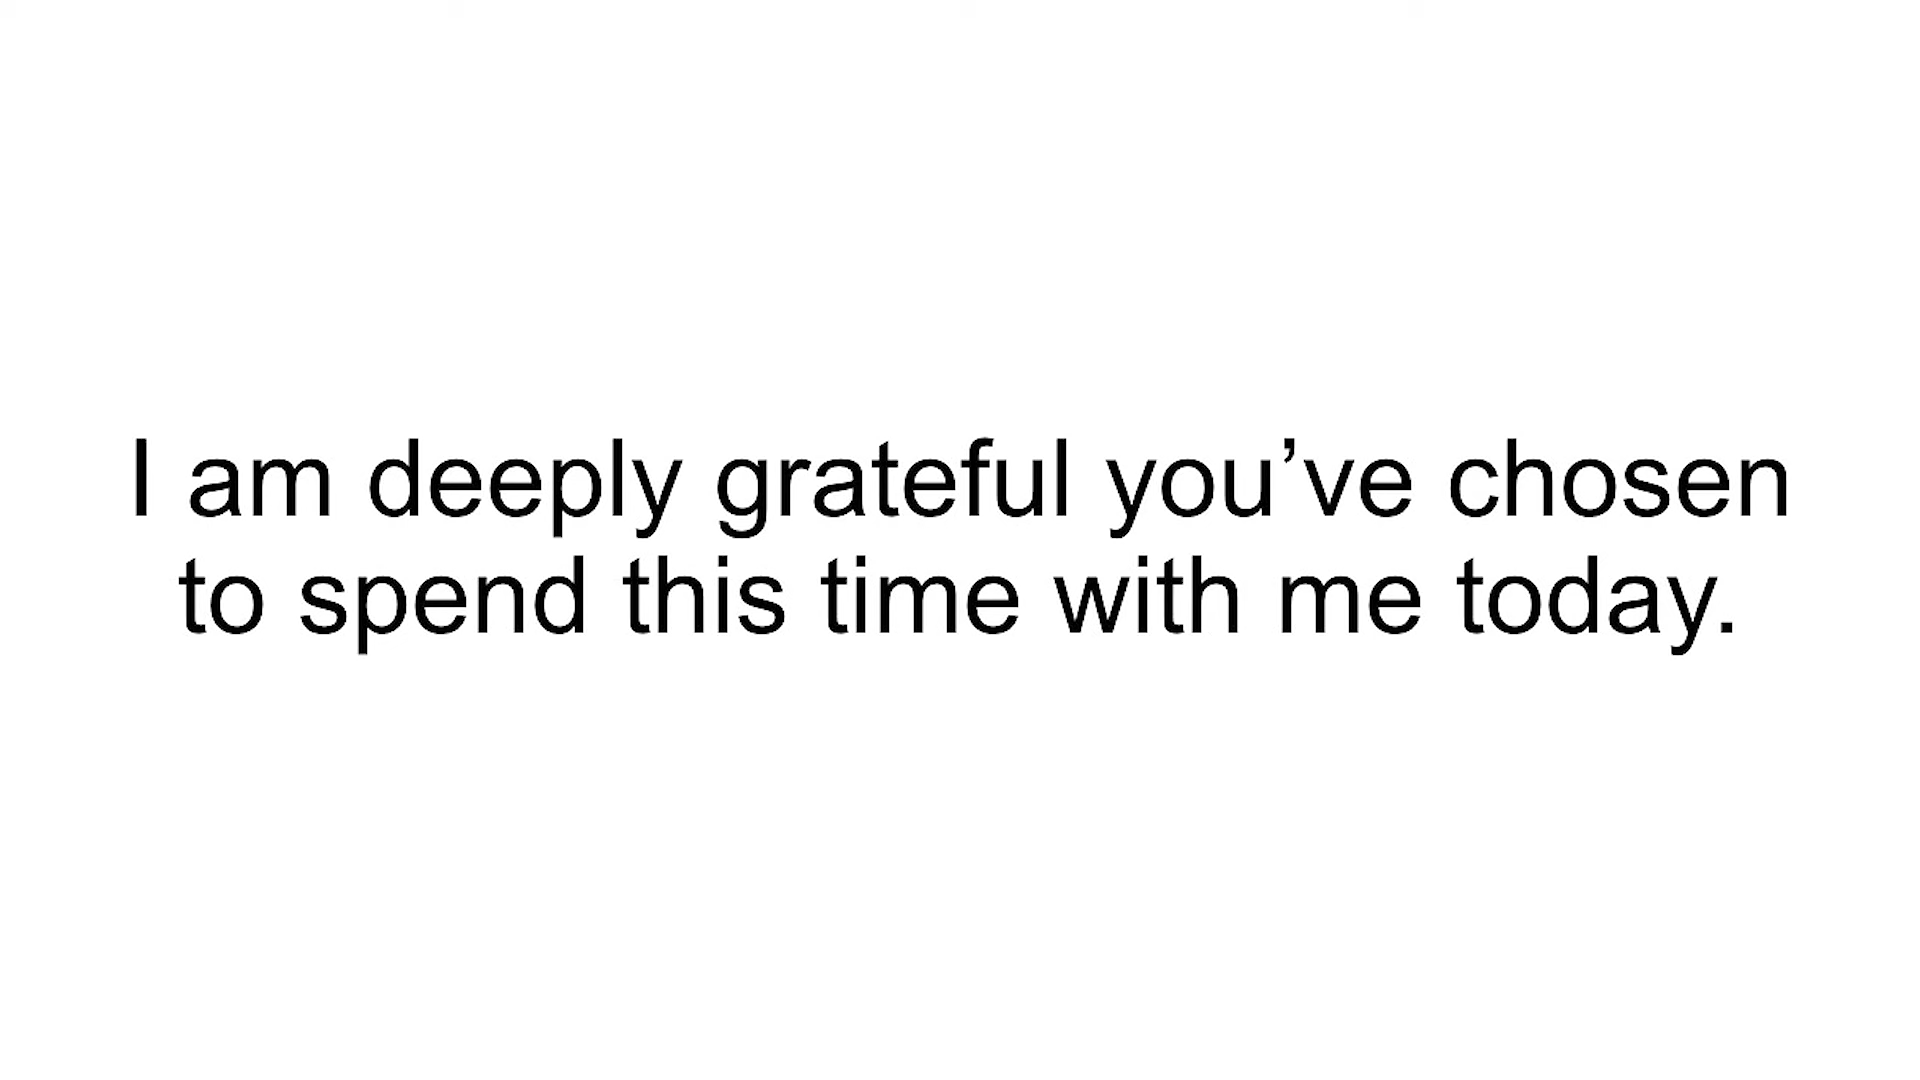 I am deeply grateful you’ve chosen
to spend this time with me today.